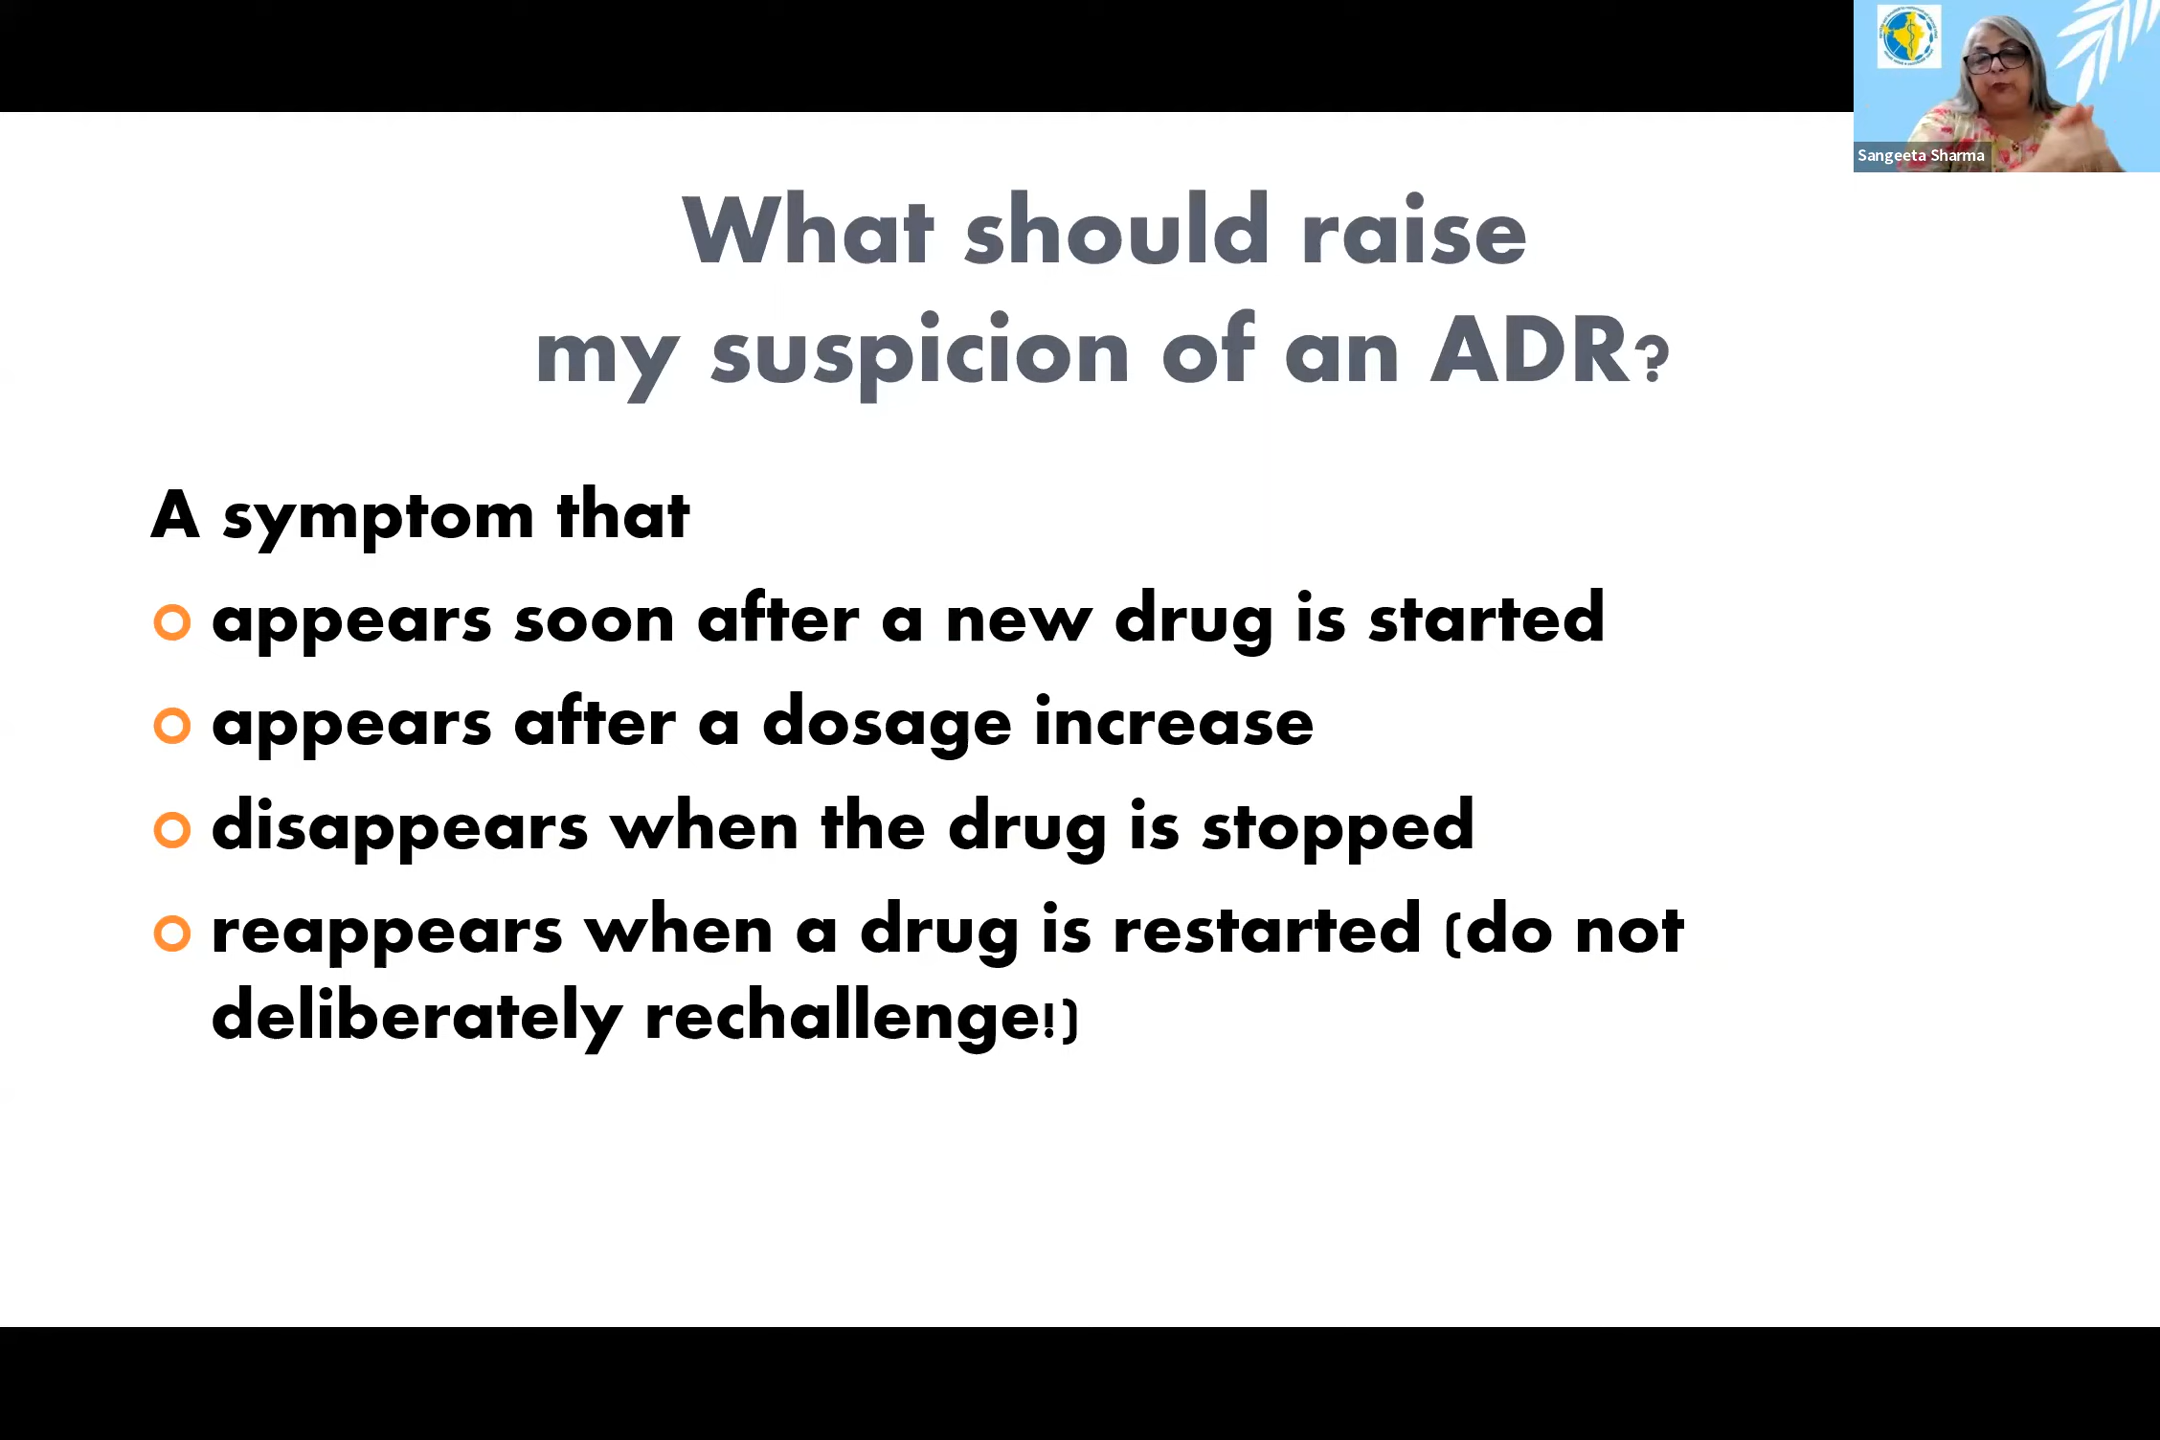 Sangeeta Sharma
What should raise
my suspicion of an ADR?
A symptom that
appears soon after a new drug is started
appears after a dosage increase
disappears when the drug is stopped
reappears when a drug is restarted (do not
deliberately rechallenge!)